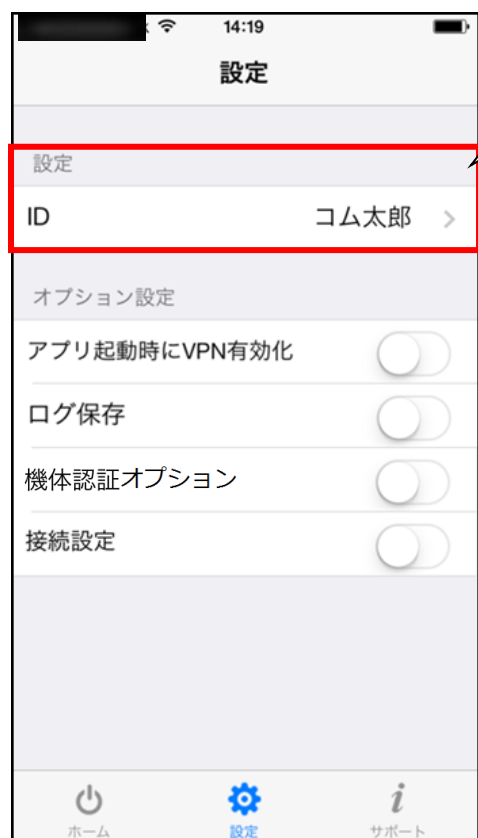 14:19
設定
設定
ID コム太郎
オプション設定
アプリ起動時にVPN有効化
ログ保存
機体認証オプション
接続設定
ホーム 設定 サポート